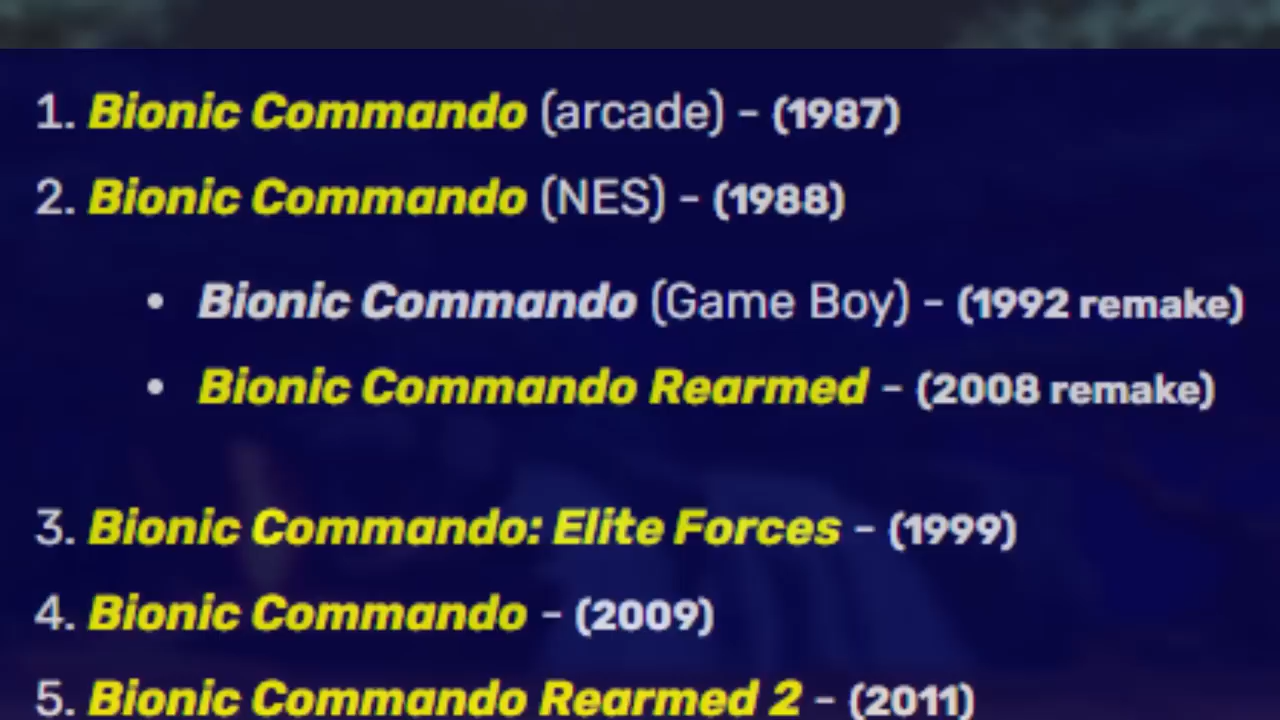 1. Bionic Commando (arcade) – (1987)
2. Bionic Commando (NES) – (1988)
• Bionic Commando (Game Boy) – (1992 remake)
• Bionic Commando Rearmed – (2008 remake)
3. Bionic Commando: Elite Forces – (1999)
4. Bionic Commando – (2009)
5. Bionic Commando Rearmed 2 – (2011)